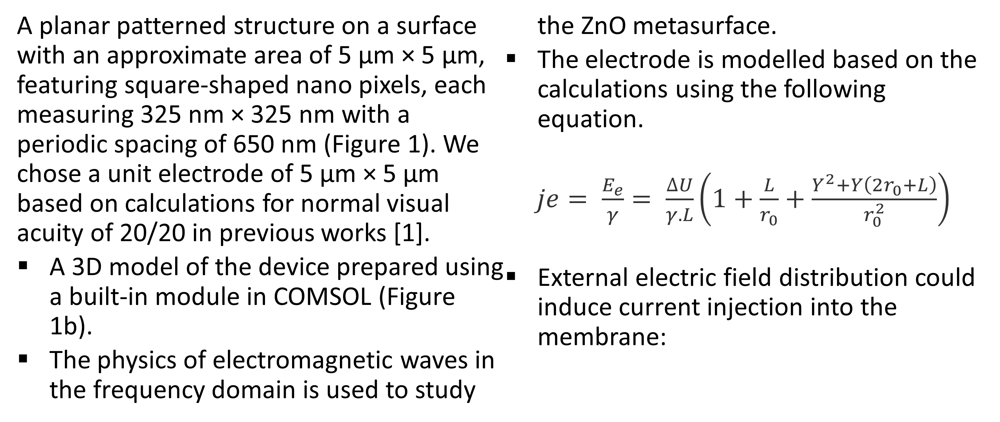 A planar patterned structure on a surface
with an approximate area of 5 µm × 5 µm,
featuring square-shaped nano pixels, each
measuring 325 nm × 325 nm with a
periodic spacing of 650 nm (Figure 1). We
chose a unit electrode of 5 µm × 5 µm
based on calculations for normal visual
acuity of 20/20 in previous works [1].
▪ A 3D model of the device prepared using
a built-in module in COMSOL (Figure
1b).
▪ The physics of electromagnetic waves in
the frequency domain is used to study
the ZnO metasurface.
▪ The electrode is modelled based on the
calculations using the following
equation.
je = \frac{E_e}{γ} = \frac{ΔU}{γ.L} \left(1 + \frac{L}{r_0} + \frac{Y^2+Y(2r_0+L)}{r_0^2}\right)
▪ External electric field distribution could
induce current injection into the
membrane: